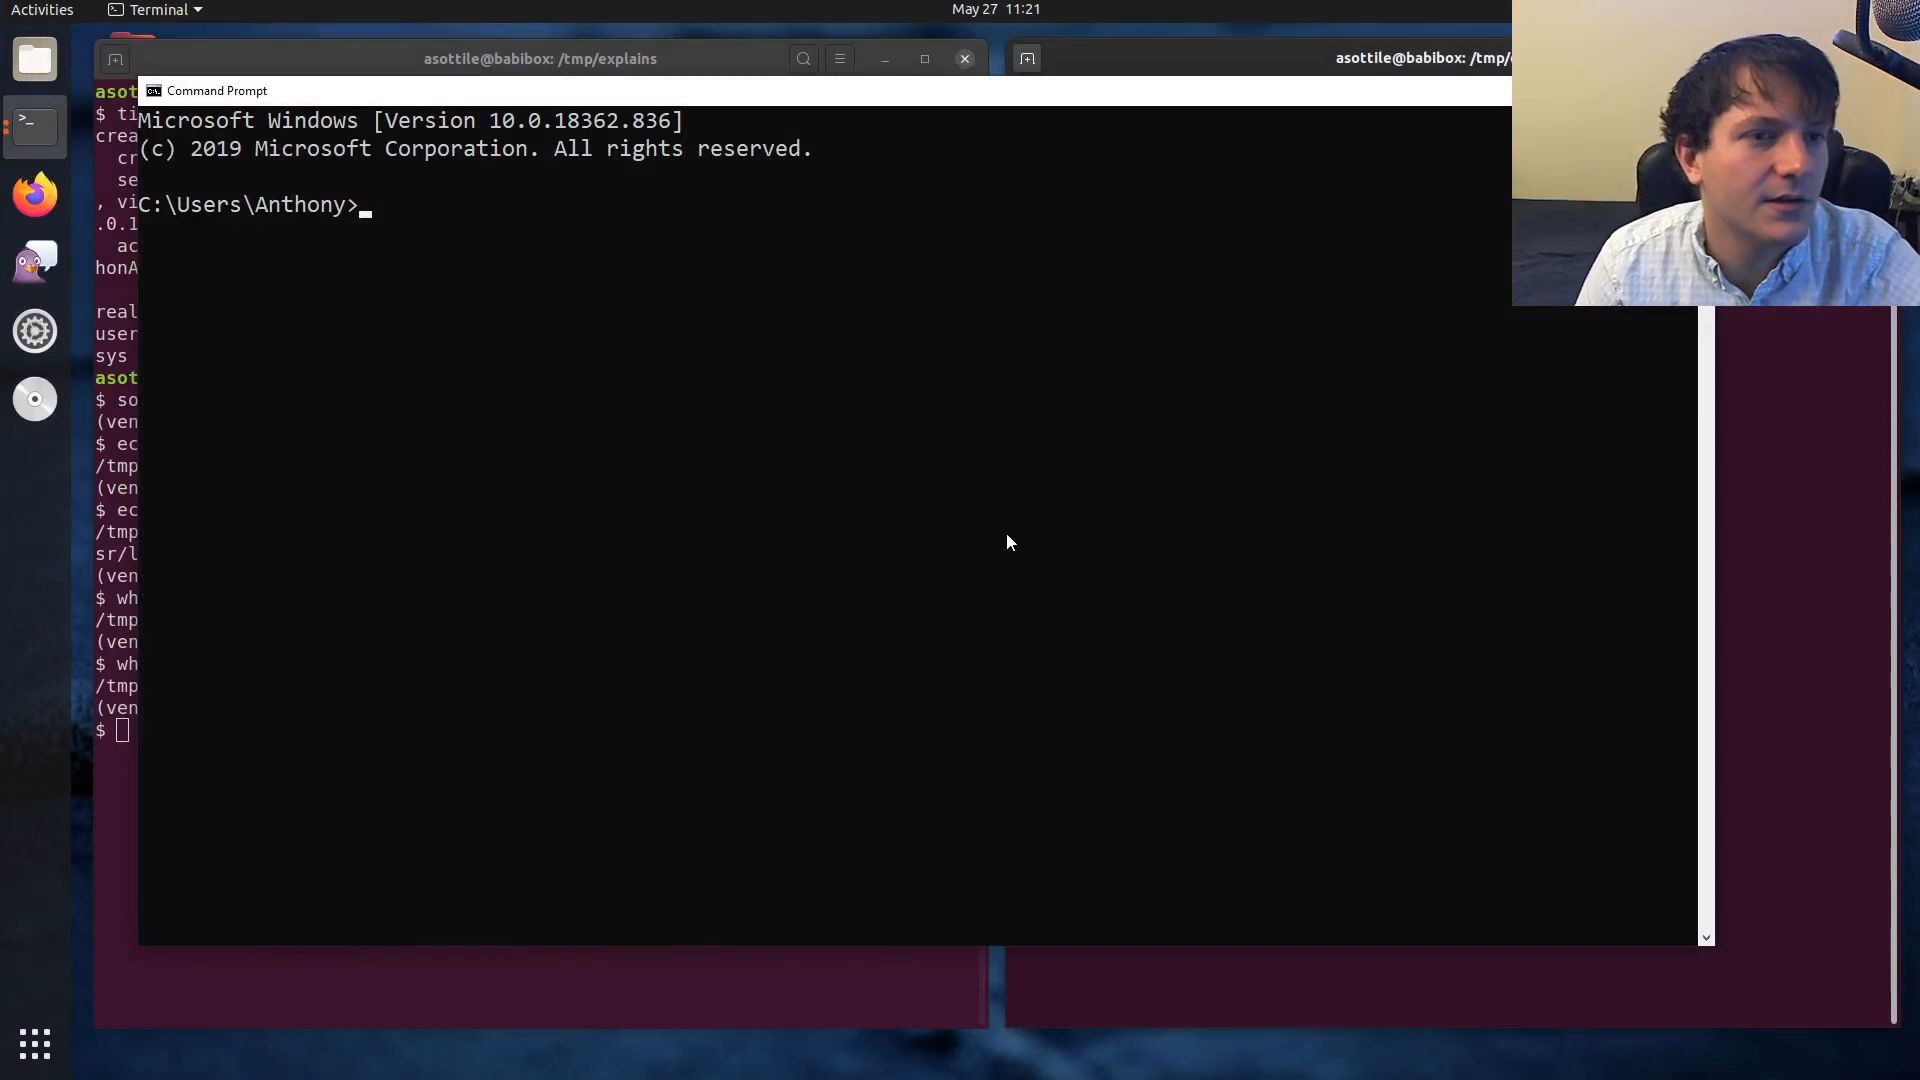 Activities
Terminal
May 27 11:21
asottile@babibox: /tmp/explains
asottile@babibox: /tmp/
Command Prompt
Microsoft Windows [Version 10.0.18362.836]
(c) 2019 Microsoft Corporation. All rights reserved.
C:\Users\Anthony>
asot
$ ti
crea
cr
se
, vi
.0.1
ac
honA
real
user
sys
asot
$ so
(ven
$ ec
/tmp
(ven
$ ec
/tmp
sr/l
(ven
$ wh
/tmp
(ven
$ wh
/tmp
(ven
$